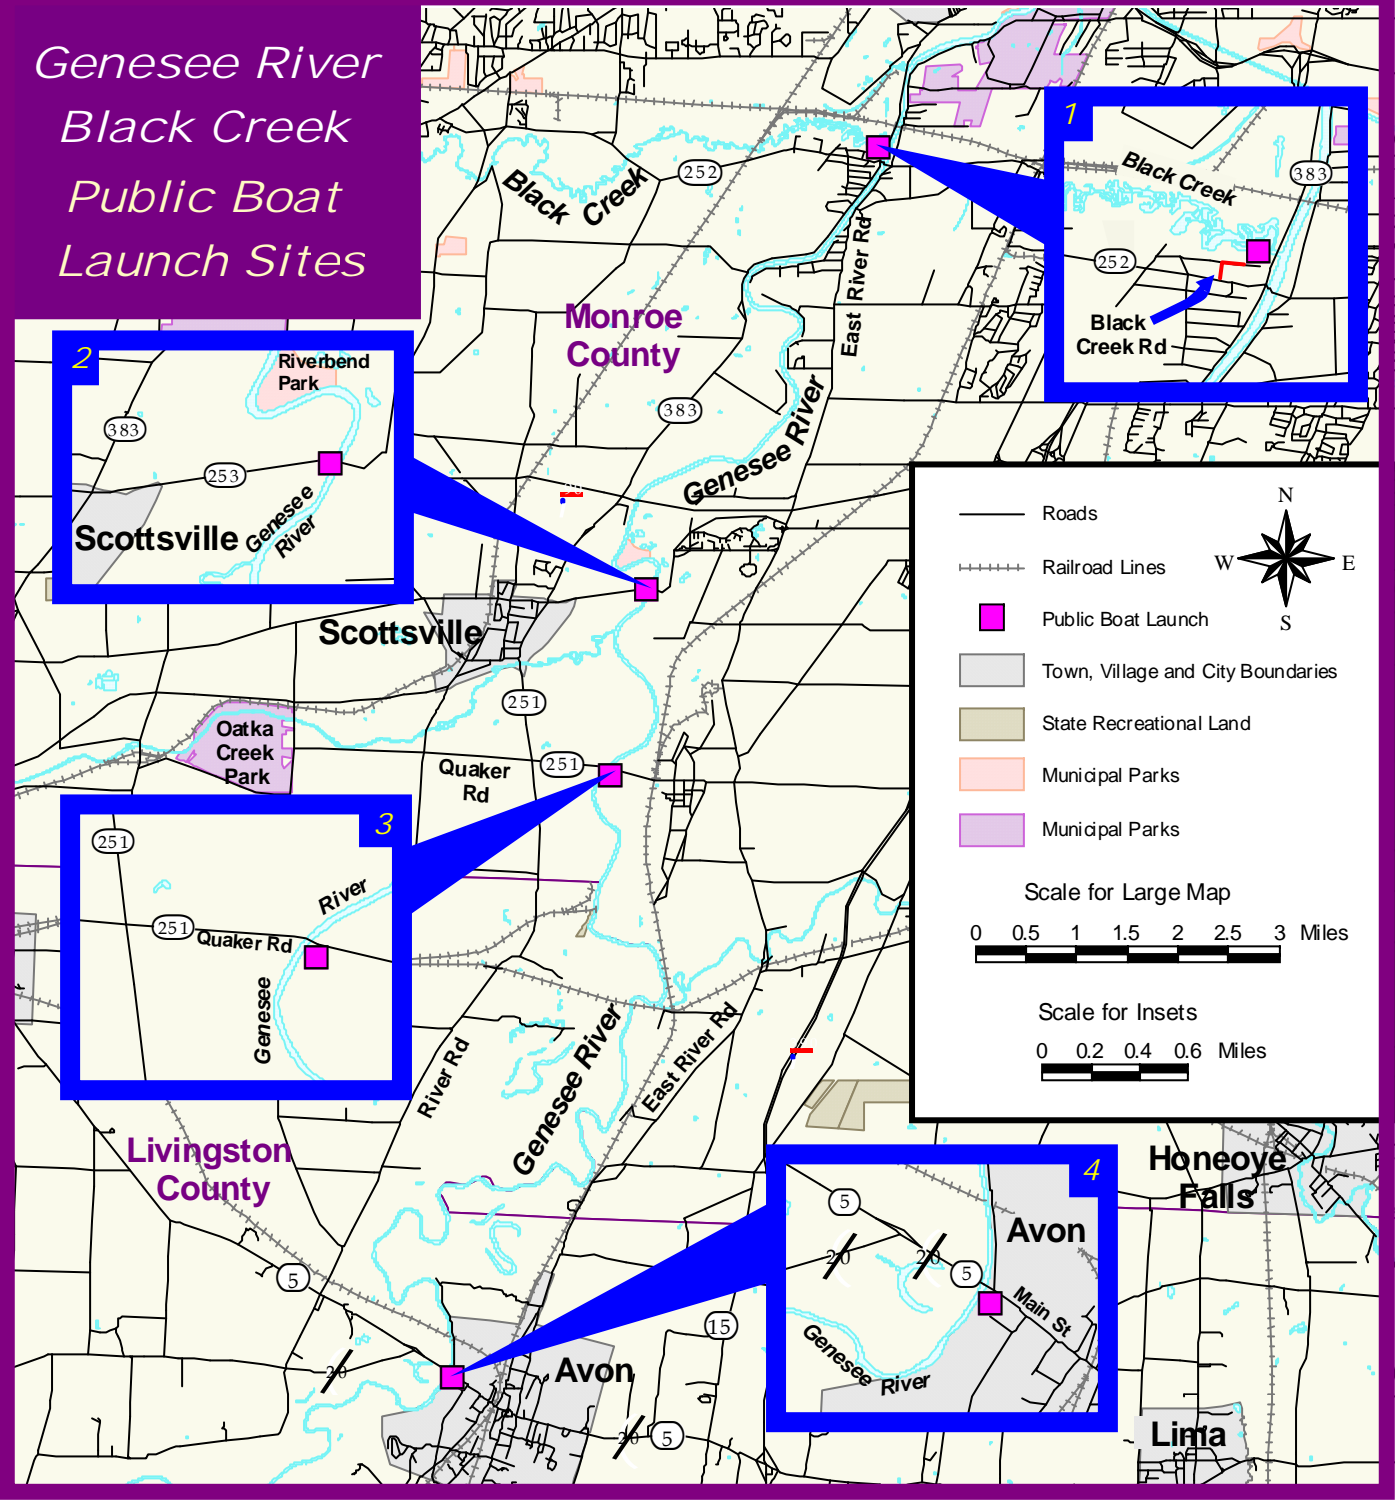 Genesee River
Black Creek
Public Boat
Launch Sites
Black Creek
252
East River Rd
Monroe
County
383
Genesee River
1
Black Creek
383
252
Black
Creek Rd
2
Riverbend
Park
383
253
Genesee
River
Scottsville
Scottsville
251
Oatka
Creek
Park
251
Quaker
Rd
3
251
River
251
Quaker Rd
Genesee
River Rd
Genesee River
East River Rd
Livingston
County
5
20
15
Avon
20
5
4
5
Avon
20
20
5
Main St
Genesee
River
Honeoye
Falls
Lima
N
W
E
S
Roads
Railroad Lines
Public Boat Launch
Town, Village and City Boundaries
State Recreational Land
Municipal Parks
Municipal Parks
Scale for Large Map
0 0.5 1 1.5 2 2.5 3 Miles
Scale for Insets
0 0.2 0.4 0.6 Miles